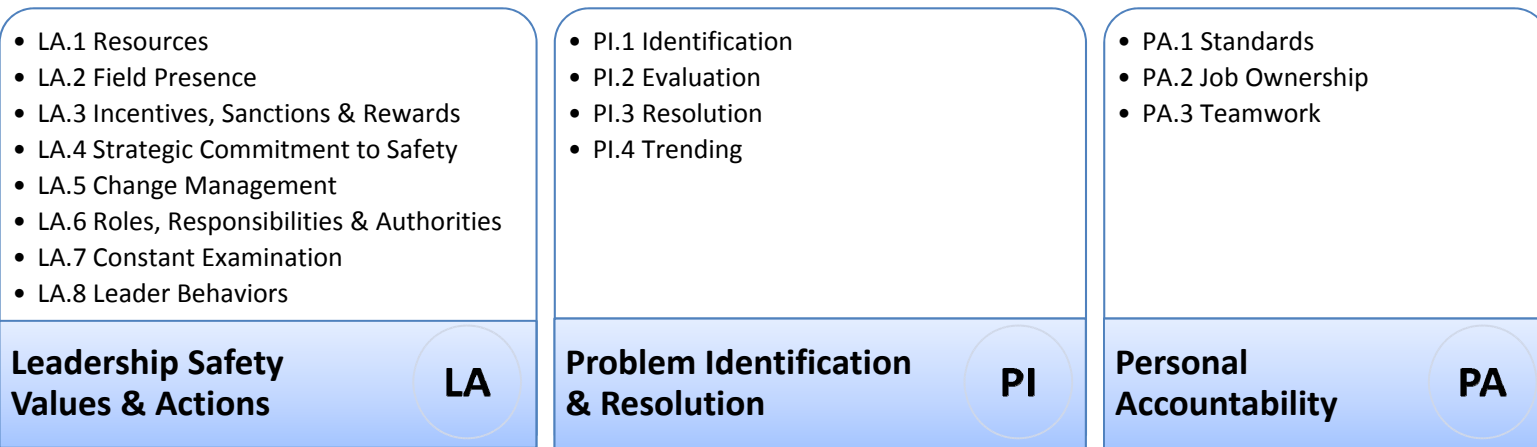 • LA.1 Resources
• LA.2 Field Presence
• LA.3 Incentives, Sanctions & Rewards
• LA.4 Strategic Commitment to Safety
• LA.5 Change Management
• LA.6 Roles, Responsibilities & Authorities
• LA.7 Constant Examination
• LA.8 Leader Behaviors
Leadership Safety
Values & Actions
LA
• PI.1 Identification
• PI.2 Evaluation
• PI.3 Resolution
• PI.4 Trending
Problem Identification
& Resolution
PI
• PA.1 Standards
• PA.2 Job Ownership
• PA.3 Teamwork
Personal
Accountability
PA